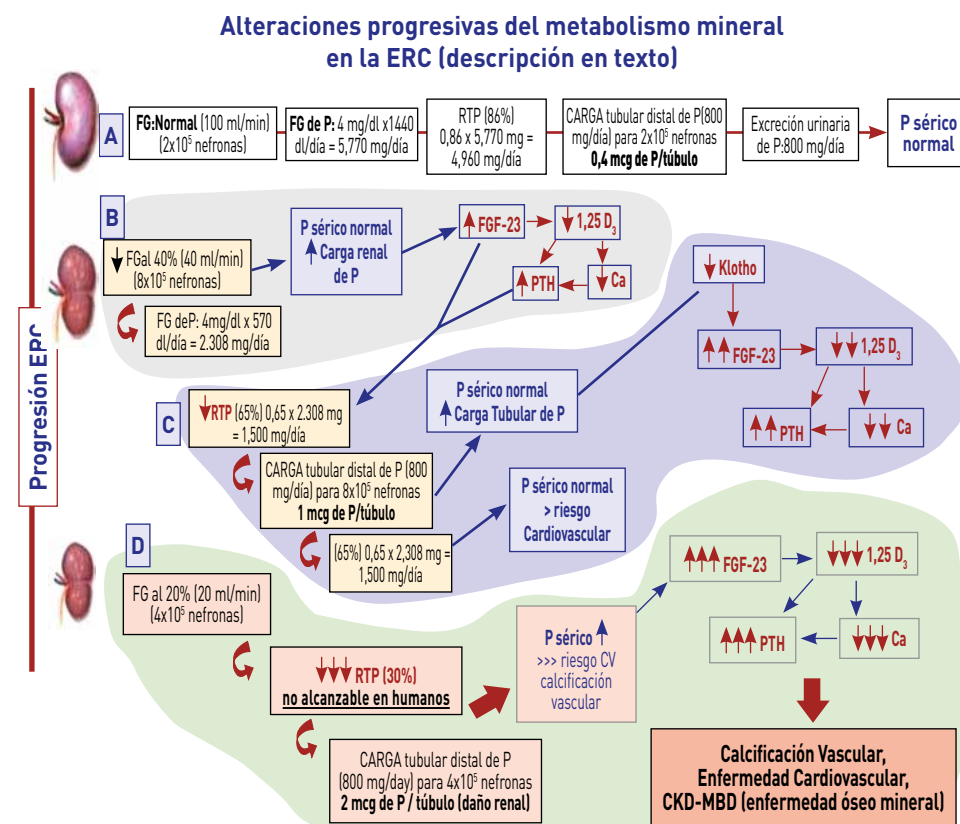 Alteraciones progresivas del metabolismo mineral
en la ERC (descripción en texto)
Progresión ERC
A
FG:Normal (100 ml/min)
(2x10⁵ nefronas)
FG de P: 4 mg/dl x1440
dl/día = 5,770 mg/día
RTP (86%)
0,86 x 5,770 mg =
4,960 mg/día
CARGA tubular distal de P(800
mg/día) para 2x10⁵ nefronas
0,4 mcg de P/túbulo
Excreción urinaria
de P:800 mg/día
P sérico
normal
B
↓ FGal 40% (40 ml/min)
(8x10⁵ nefronas)
FG deP: 4mg/dl x 570
dl/día = 2.308 mg/día
P sérico normal
↑ Carga renal
de P
↑ FGF-23
↓ 1,25 D₃
↑ PTH
↓ Ca
C
↓RTP (65%) 0,65 x 2.308 mg
= 1,500 mg/día
CARGA tubular distal de P (800
mg/día) para 8x10⁵ nefronas
1 mcg de P/túbulo
(65%) 0,65 x 2,308 mg =
1,500 mg/día
P sérico normal
↑ Carga Tubular de P
P sérico normal
> riesgo
Cardiovascular
↓ Klotho
↑↑ FGF-23
↓↓ 1,25 D₃
↑↑ PTH
↓↓ Ca
D
FG al 20% (20 ml/min)
(4x10⁵ nefronas)
↓↓↓ RTP (30%)
no alcanzable en humanos
CARGA tubular distal de P
(800 mg/day) para 4x10⁵ nefronas
2 mcg de P / túbulo (daño renal)
P sérico ↑
>>> riesgo CV
calcificación
vascular
↑↑↑ FGF-23
↓↓↓ 1,25 D₃
↑↑↑ PTH
↓↓↓ Ca
Calcificación Vascular,
Enfermedad Cardiovascular,
CKD-MBD (enfermedad óseo mineral)